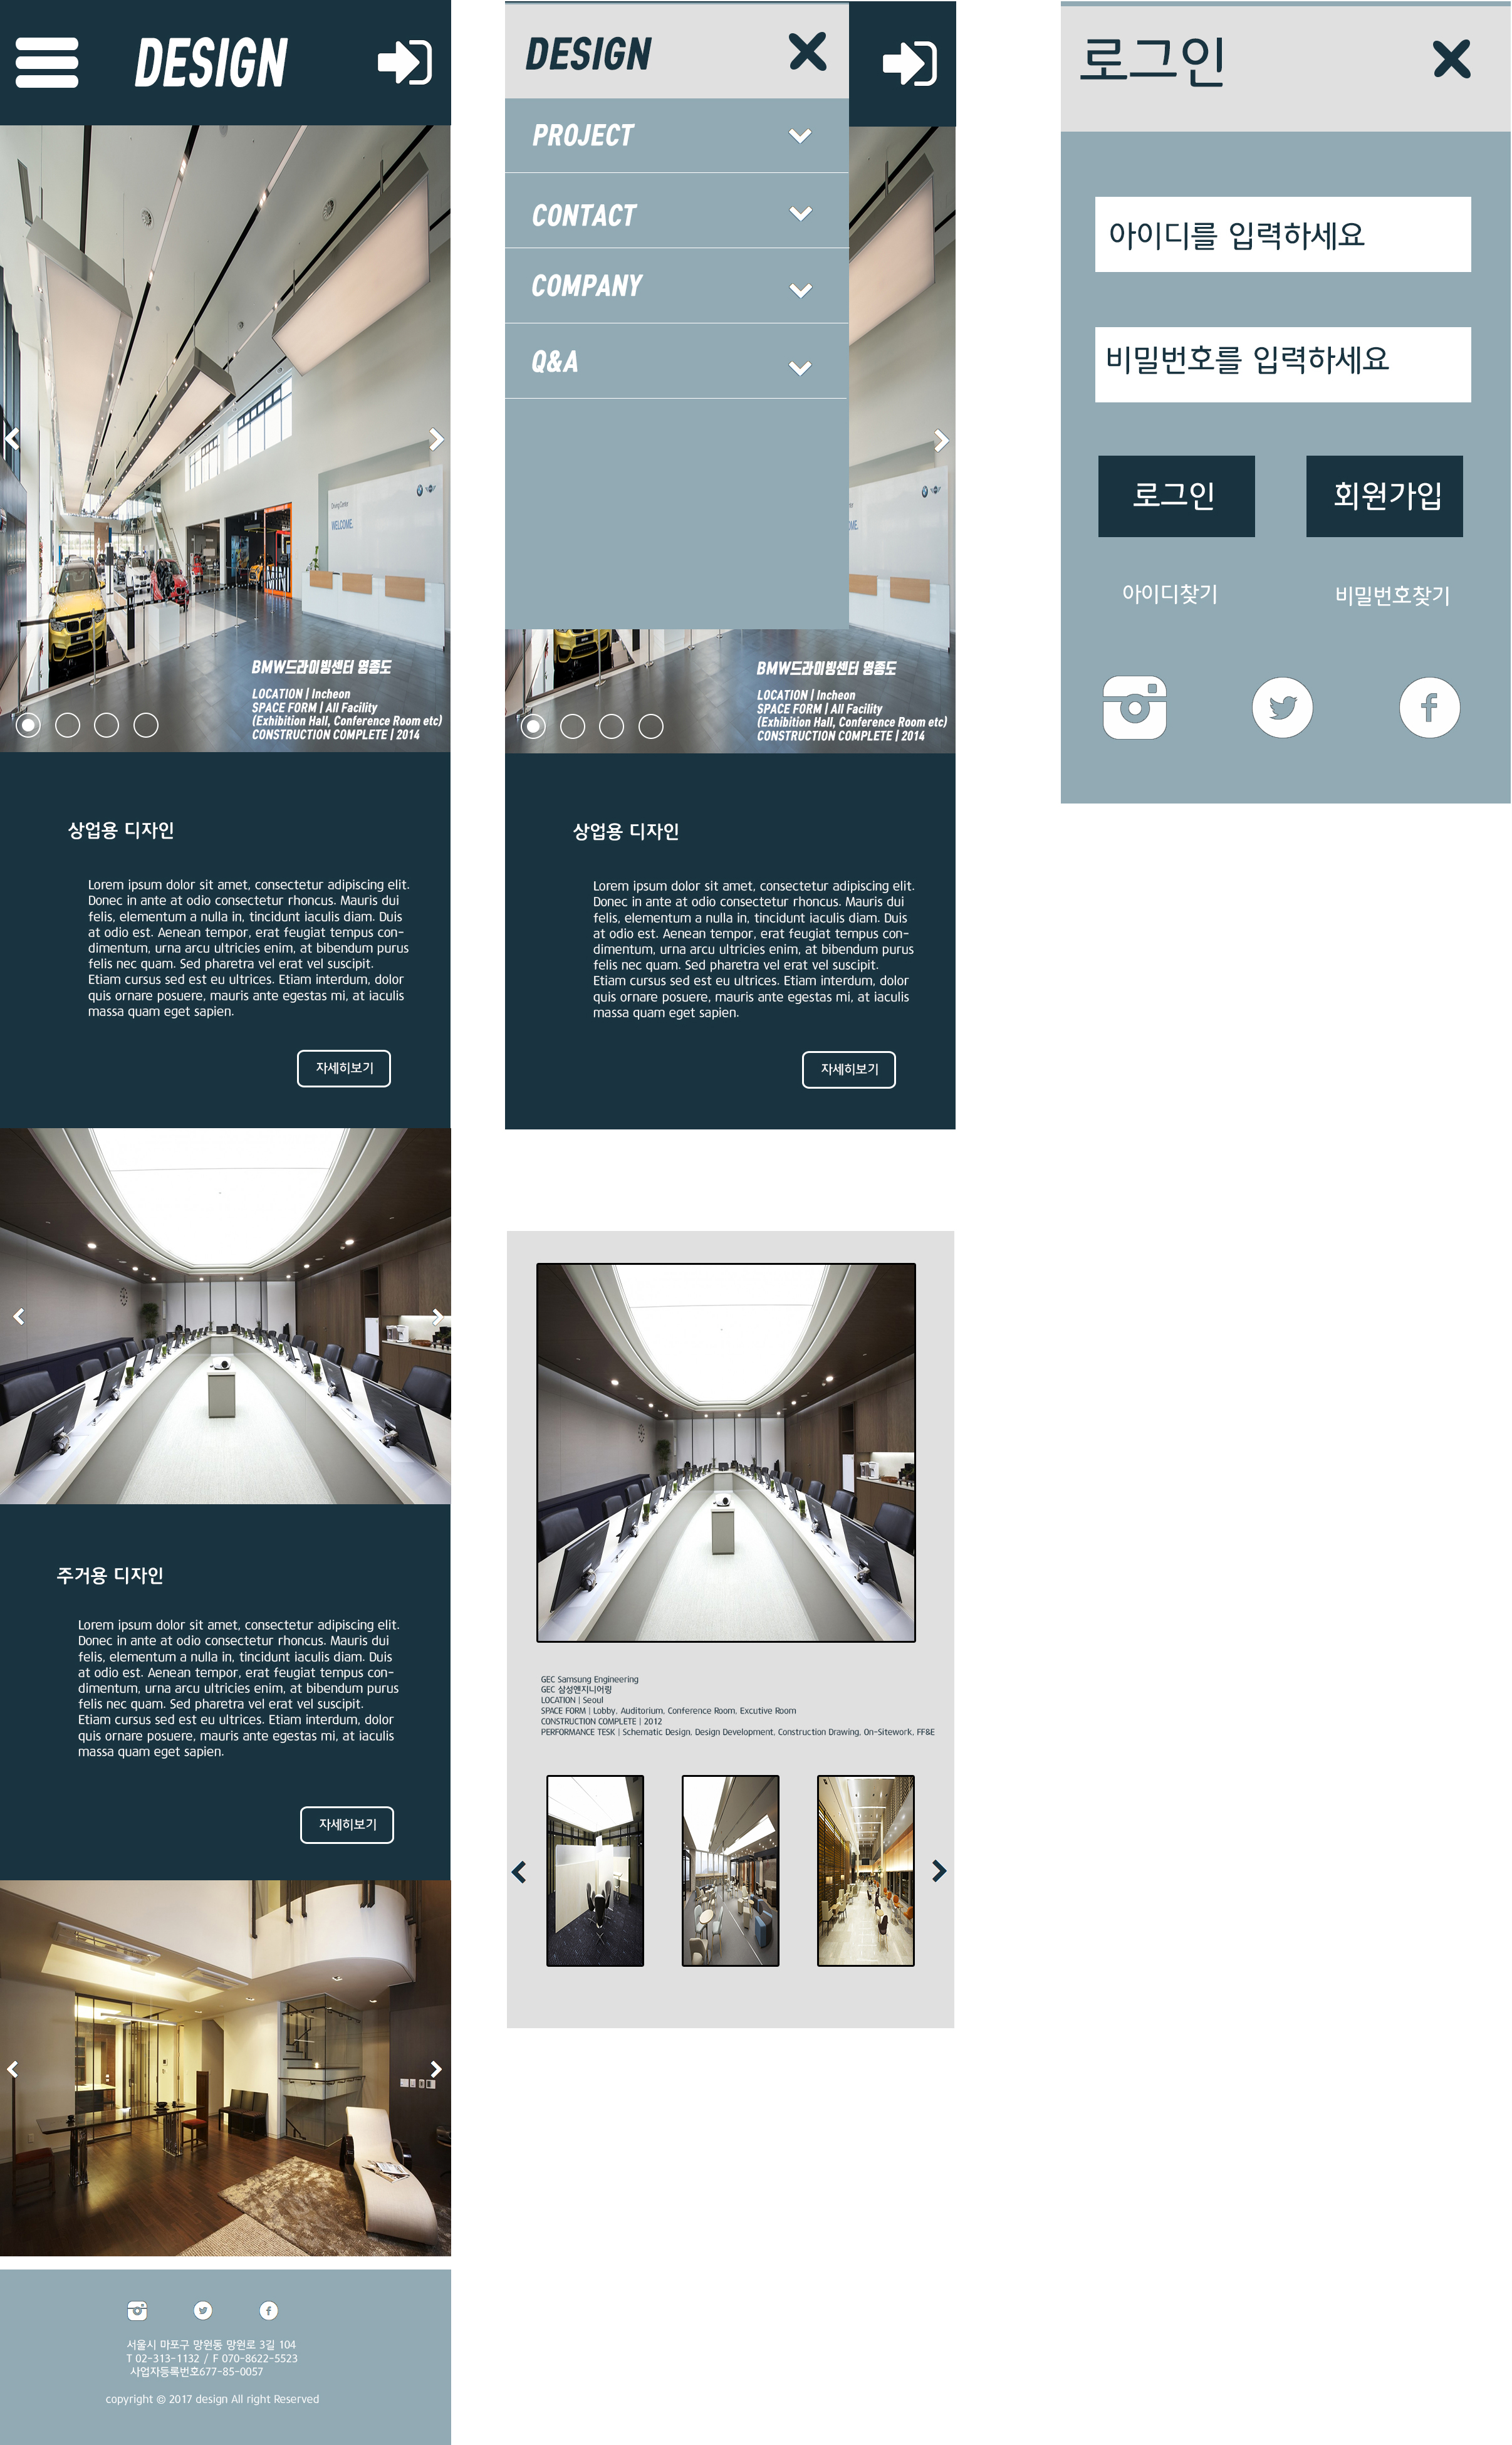 DESIGN
Driving Center
WELCOME.
BMW드라이빙센터 영종도
LOCATION | Incheon
SPACE FORM | All Facility
(Exhibition Hall, Conference Room etc)
CONSTRUCTION COMPLETE | 2014
상업용 디자인
Lorem ipsum dolor sit amet, consectetur adipiscing elit.
Donec in ante at odio consectetur rhoncus. Mauris dui
felis, elementum a nulla in, tincidunt iaculis diam. Duis
at odio est. Aenean tempor, erat feugiat tempus con-
dimentum, urna arcu ultricies enim, at bibendum purus
felis nec quam. Sed pharetra vel erat vel suscipit.
Etiam cursus sed est eu ultrices. Etiam interdum, dolor
quis ornare posuere, mauris ante egestas mi, at iaculis
massa quam eget sapien.
자세히보기
주거용 디자인
Lorem ipsum dolor sit amet, consectetur adipiscing elit.
Donec in ante at odio consectetur rhoncus. Mauris dui
felis, elementum a nulla in, tincidunt iaculis diam. Duis
at odio est. Aenean tempor, erat feugiat tempus con-
dimentum, urna arcu ultricies enim, at bibendum purus
felis nec quam. Sed pharetra vel erat vel suscipit.
Etiam cursus sed est eu ultrices. Etiam interdum, dolor
quis ornare posuere, mauris ante egestas mi, at iaculis
massa quam eget sapien.
자세히보기
서울시 마포구 망원동 망원로 3길 104
T 02-313-1132 / F 070-8622-5523
사업자등록번호677-85-0057
copyright © 2017 design All right Reserved
DESIGN
PROJECT
CONTACT
COMPANY
Q&A
BMW드라이빙센터 영종도
LOCATION | Incheon
SPACE FORM | All Facility
(Exhibition Hall, Conference Room etc)
CONSTRUCTION COMPLETE | 2014
상업용 디자인
Lorem ipsum dolor sit amet, consectetur adipiscing elit.
Donec in ante at odio consectetur rhoncus. Mauris dui
felis, elementum a nulla in, tincidunt iaculis diam. Duis
at odio est. Aenean tempor, erat feugiat tempus con-
dimentum, urna arcu ultricies enim, at bibendum purus
felis nec quam. Sed pharetra vel erat vel suscipit.
Etiam cursus sed est eu ultrices. Etiam interdum, dolor
quis ornare posuere, mauris ante egestas mi, at iaculis
massa quam eget sapien.
자세히보기
GEC Samsung Engineering
GEC 삼성엔지니어링
LOCATION | Seoul
SPACE FORM | Lobby, Auditorium, Conference Room, Excutive Room
CONSTRUCTION COMPLETE | 2012
PERFORMANCE TESK | Schematic Design, Design Development, Construction Drawing, On-Sitework, FF&E
로그인
아이디를 입력하세요
비밀번호를 입력하세요
로그인
회원가입
아이디찾기
비밀번호찾기